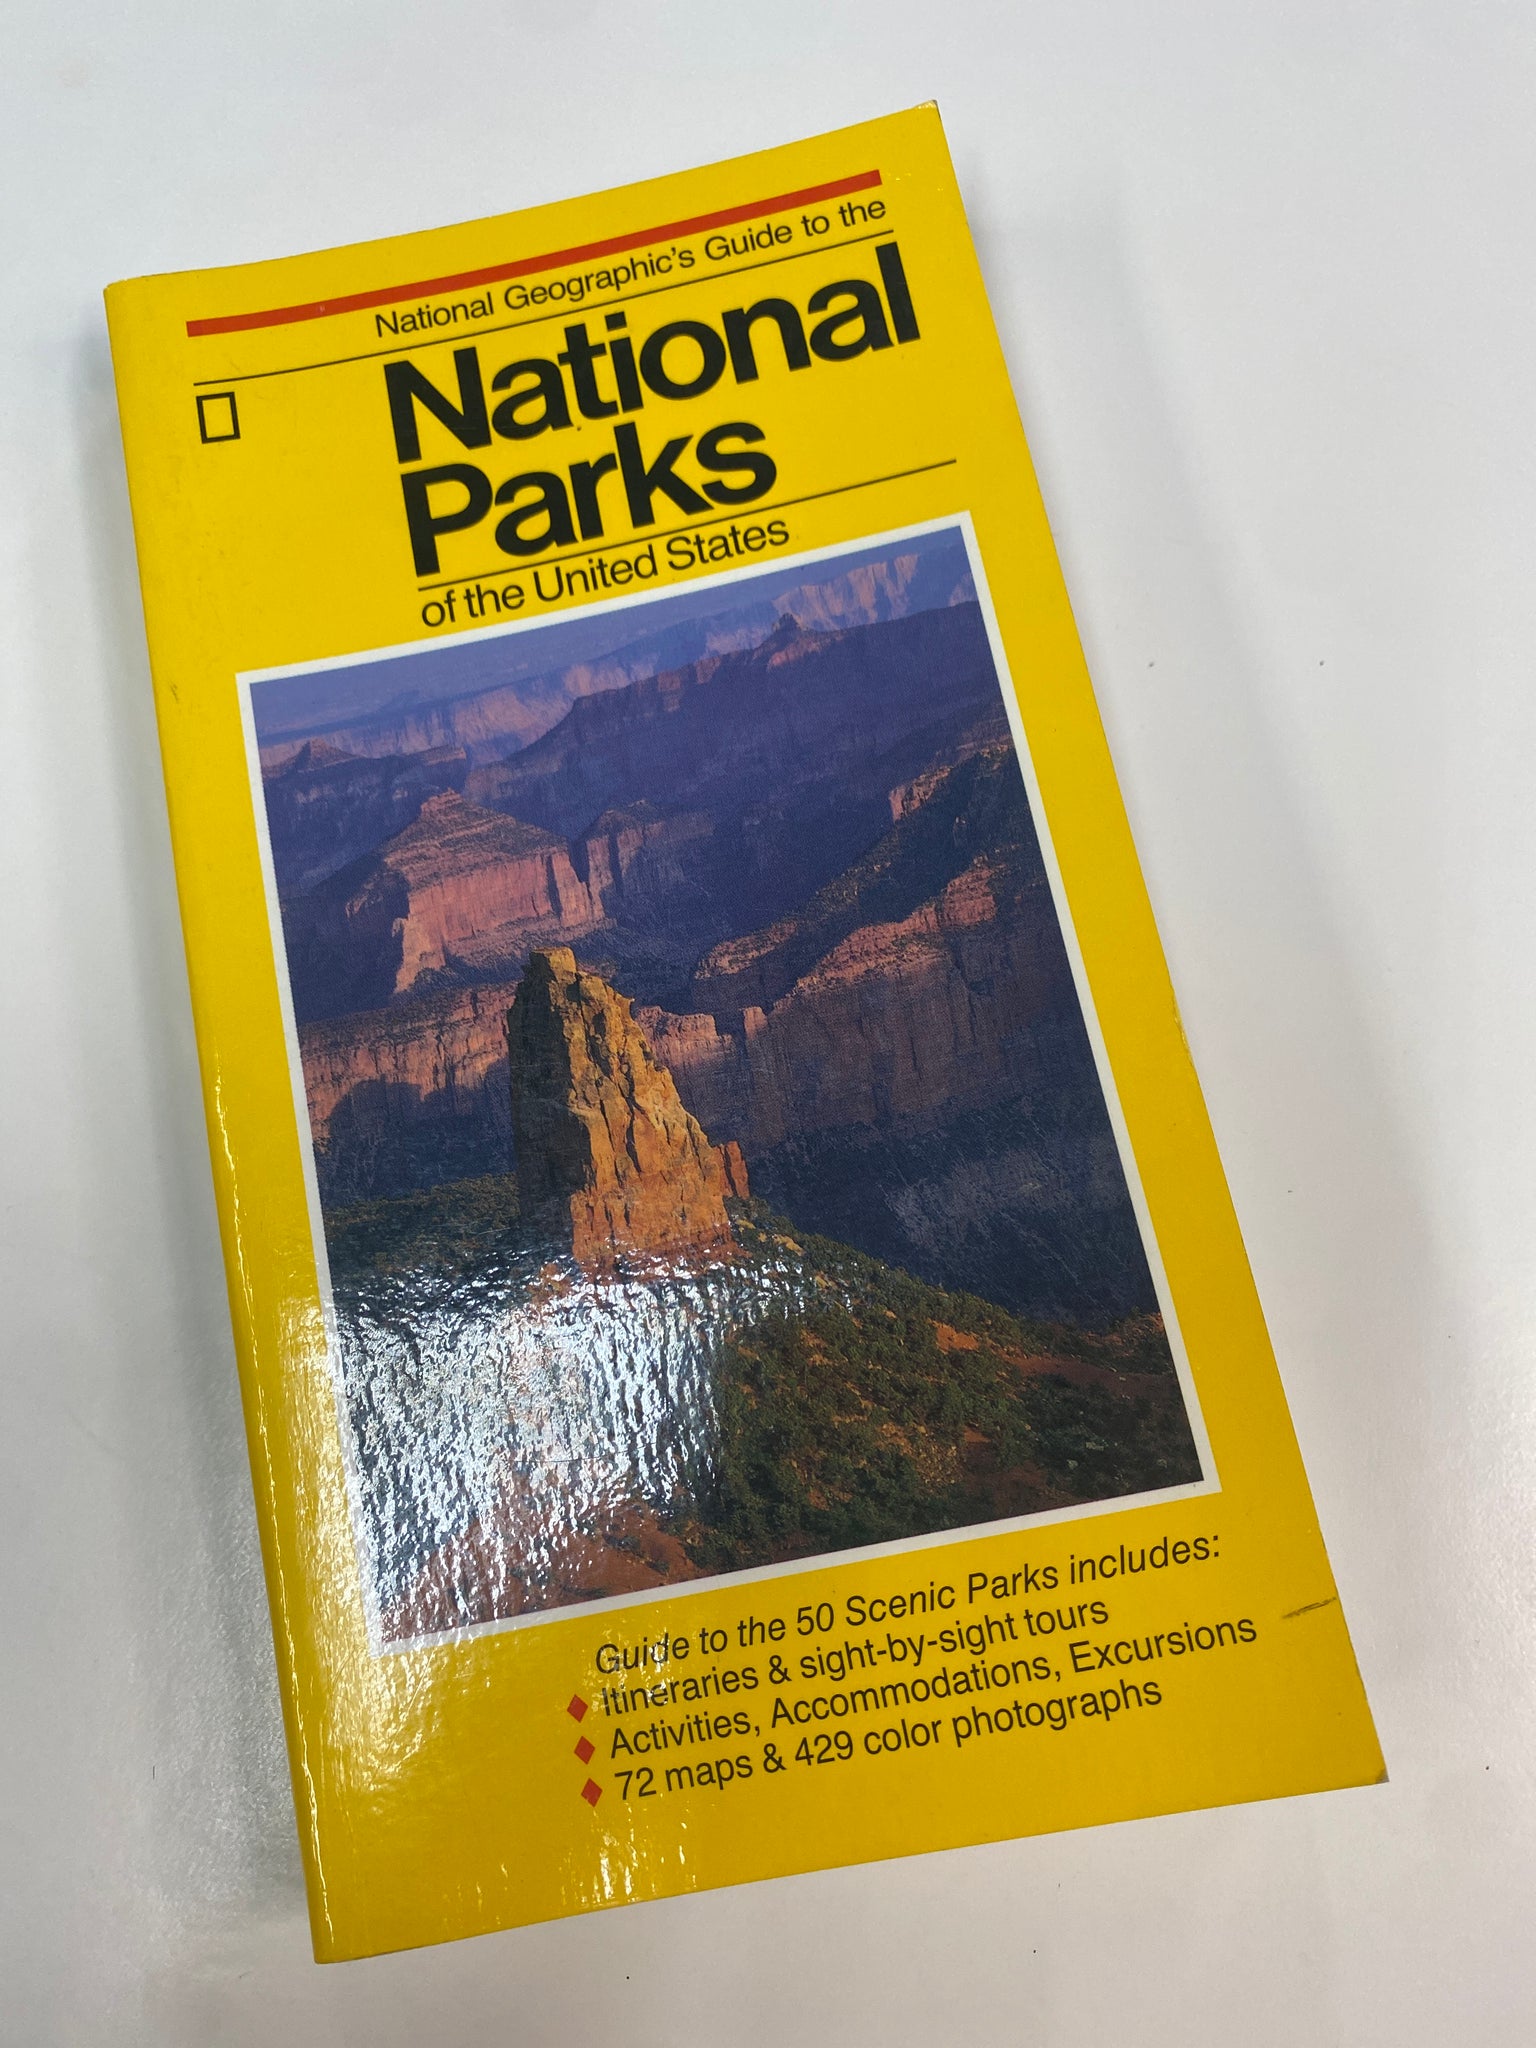 National Geographic's Guide to the
National
Parks
of the United States
Guide to the 50 Scenic Parks includes:
Itineraries & sight-by-sight tours
Activities, Accommodations, Excursions
72 maps & 429 color photographs